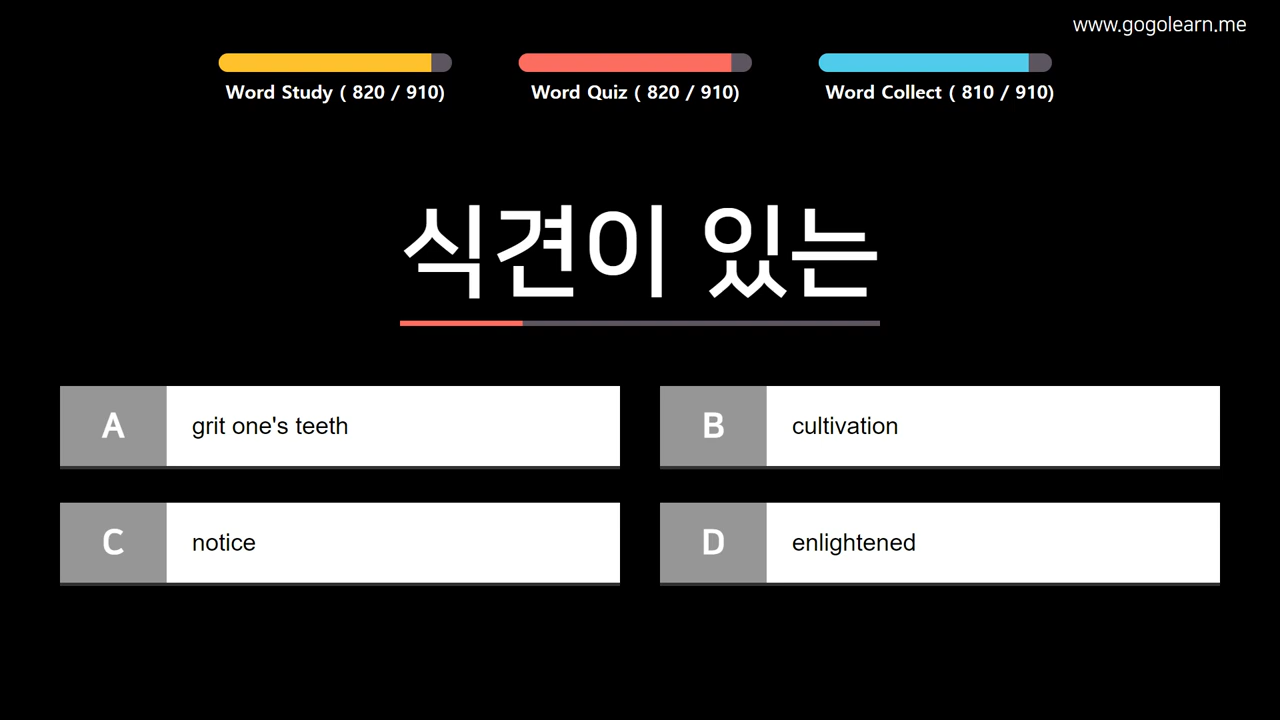 www.gogolearn.me
Word Study ( 820 / 910)
Word Quiz ( 820 / 910)
Word Collect ( 810 / 910)
식견이 있는
A grit one's teeth
B cultivation
C notice
D enlightened